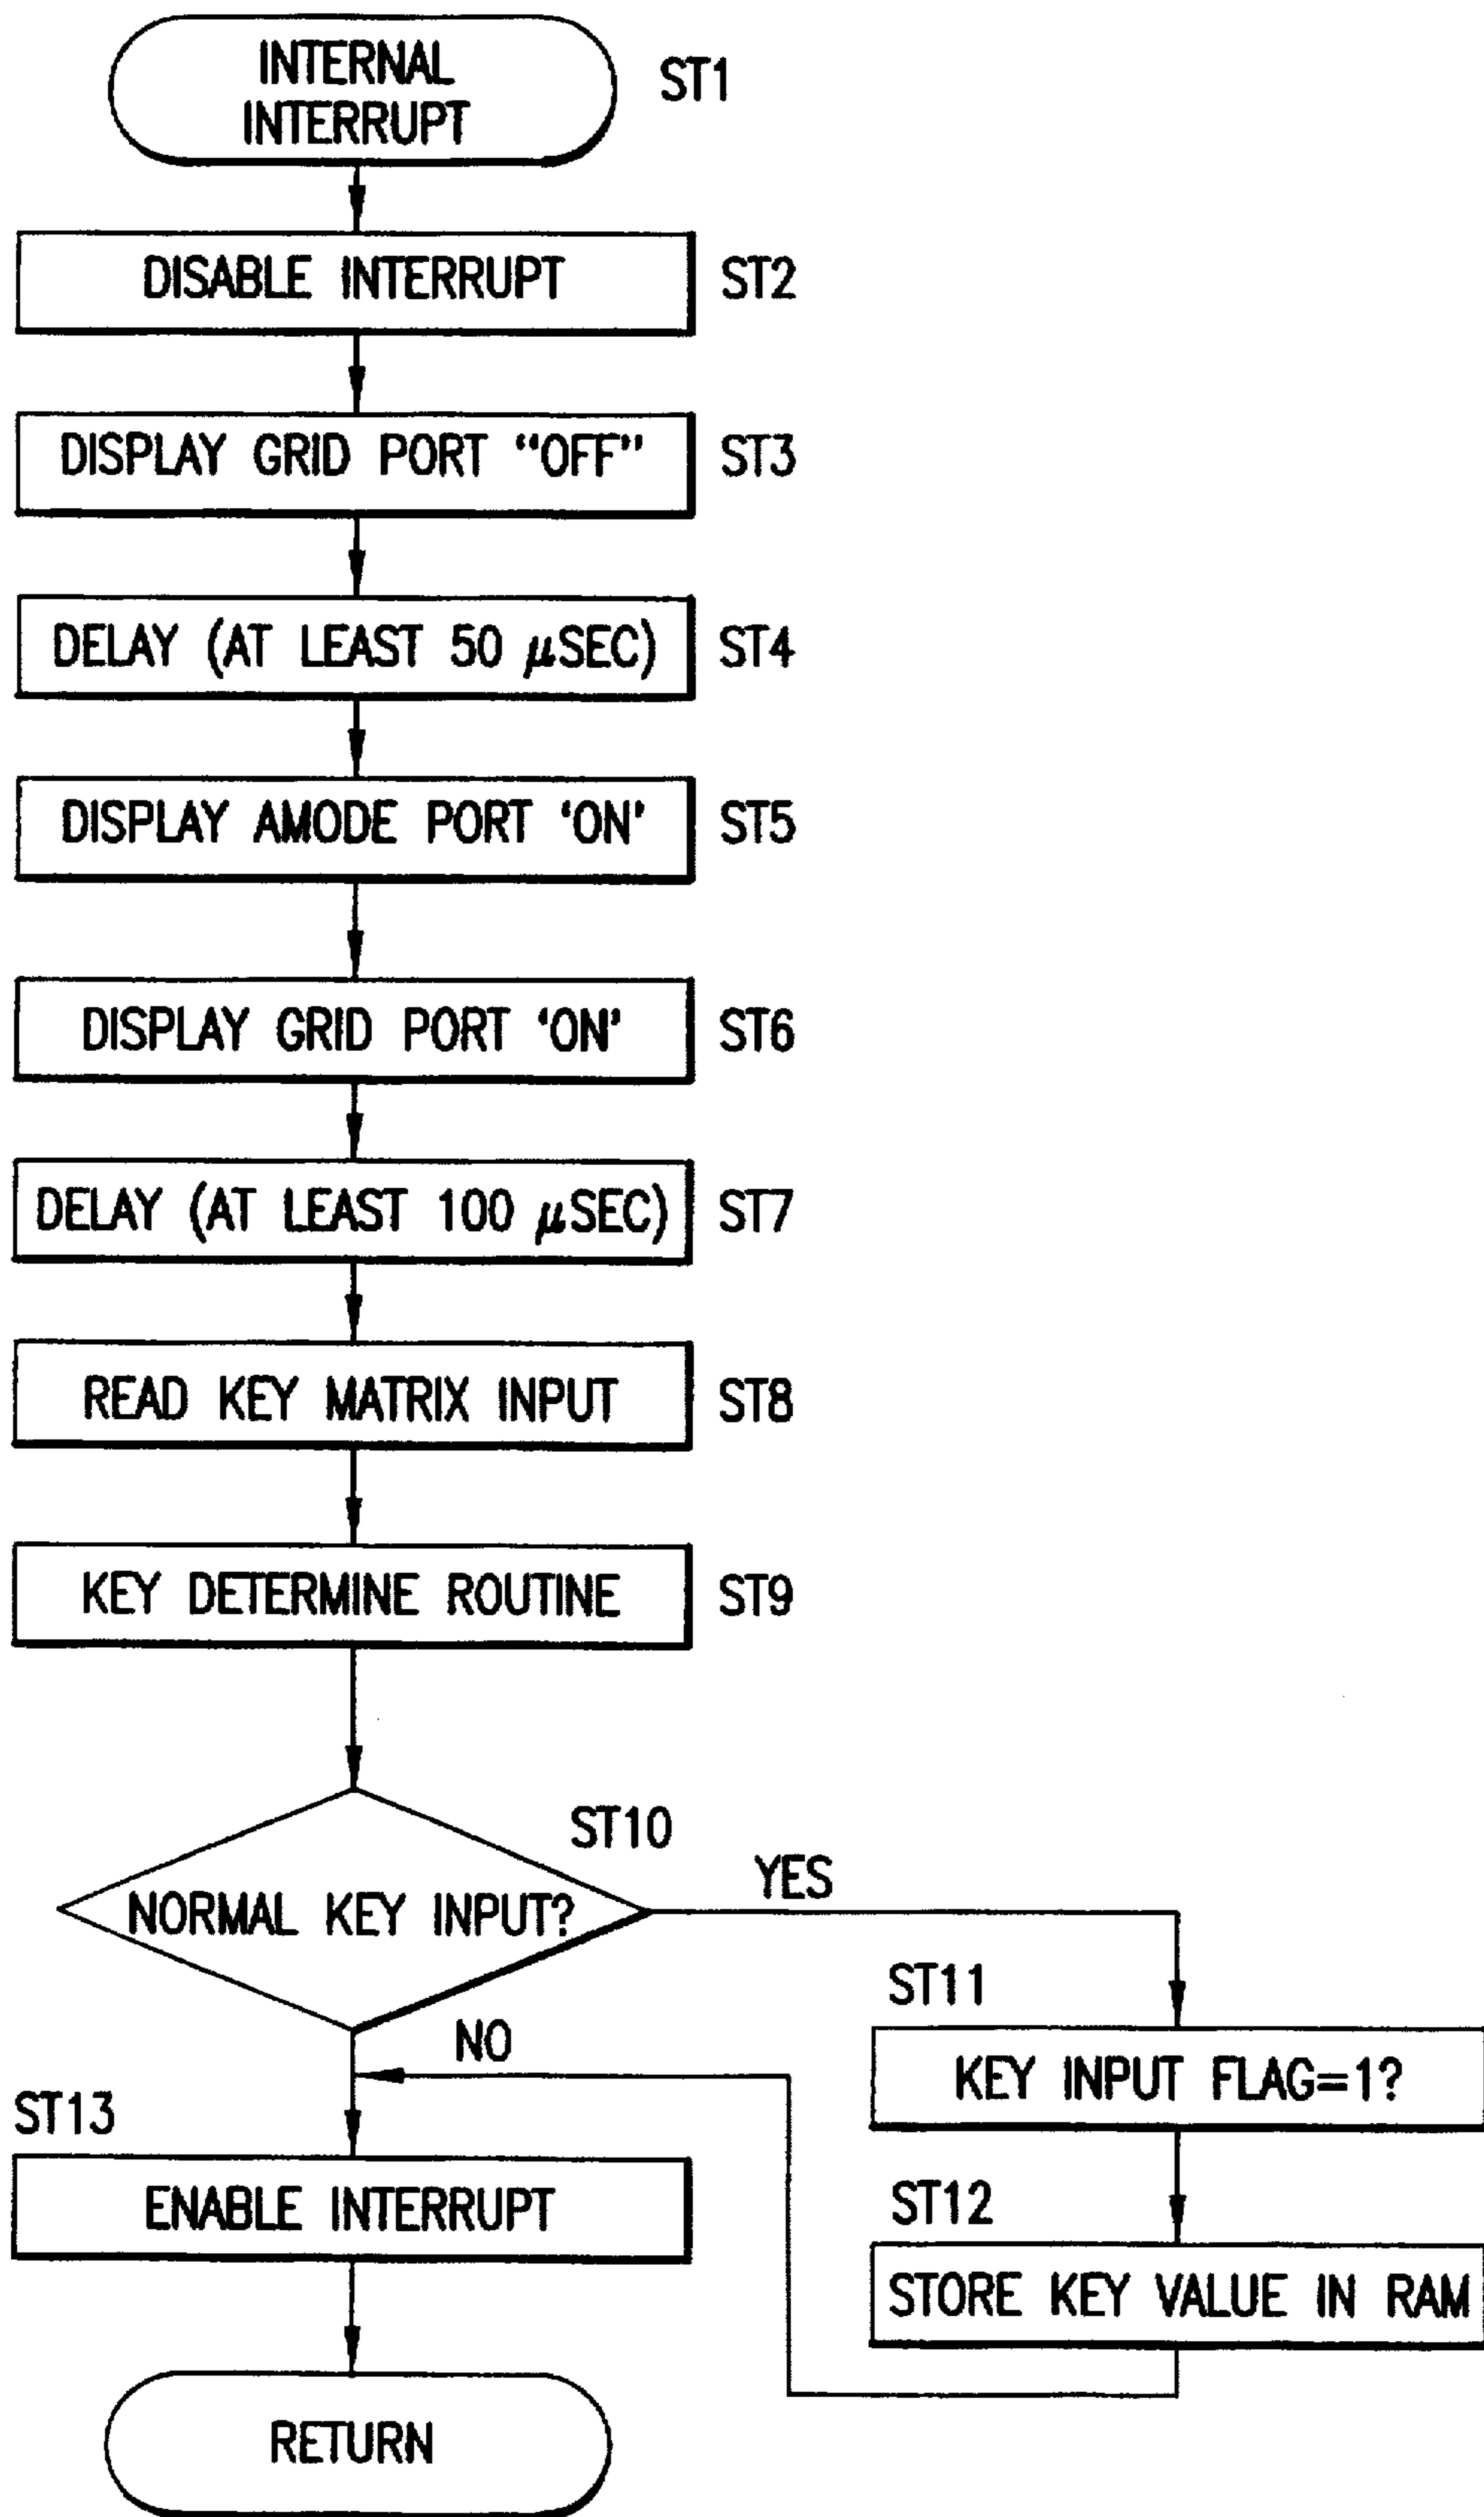 INTERNAL
INTERRUPT
ST1
DISABLE INTERRUPT
ST2
DISPLAY GRID PORT “OFF”
ST3
DELAY (AT LEAST 50 μSEC)
ST4
DISPLAY AMODE PORT ‘ON’
ST5
DISPLAY GRID PORT ‘ON’
ST6
DELAY (AT LEAST 100 μSEC)
ST7
READ KEY MATRIX INPUT
ST8
KEY DETERMINE ROUTINE
ST9
ST10
NORMAL KEY INPUT?
YES
ST11
KEY INPUT FLAG=1?
ST12
STORE KEY VALUE IN RAM
NO
ST13
ENABLE INTERRUPT
RETURN